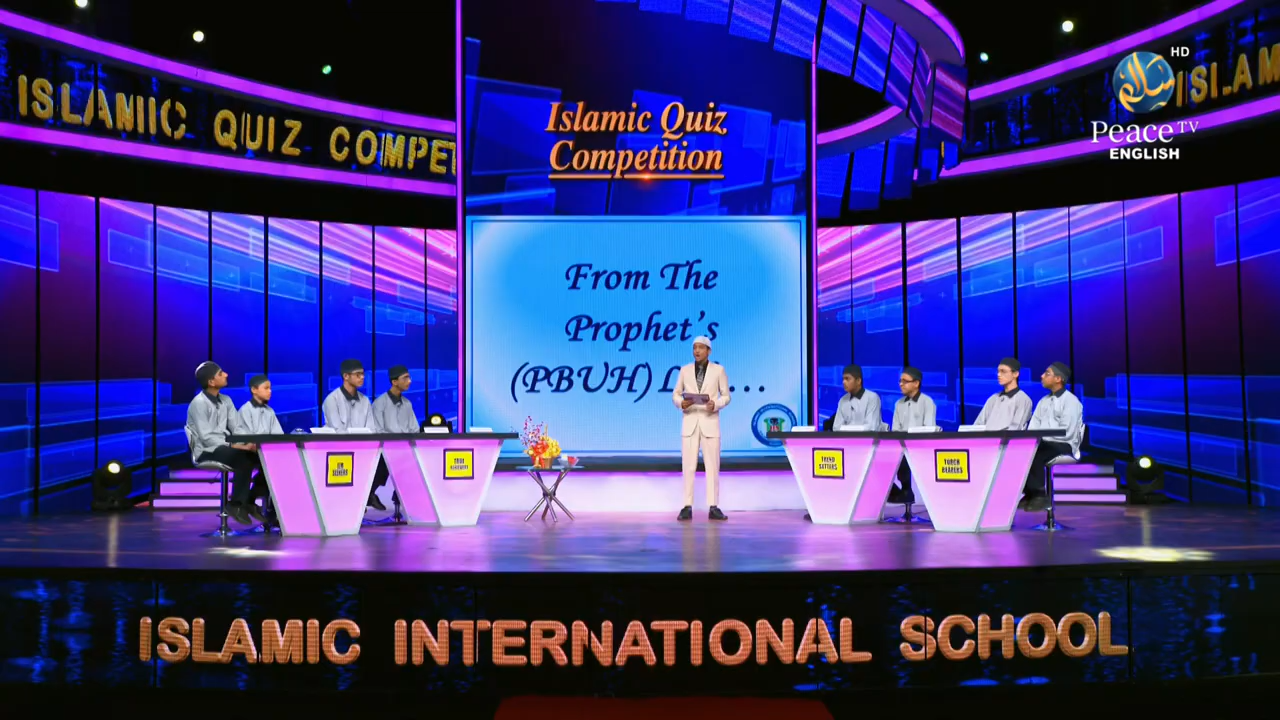 ISLAMIC QUIZ COMPE
ISLAM
HD
Peace TV
ENGLISH
Islamic Quiz
Competition
From The
Prophet's
(PBUH)
TREND
SETTERS
TORCH
BEARERS
ISLAMIC INTERNATIONAL SCHOOL